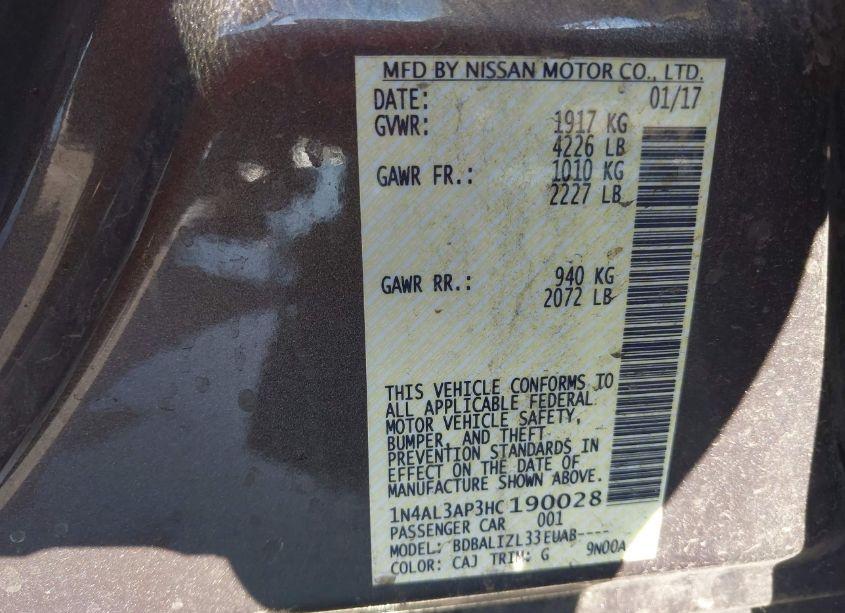 MFD BY NISSAN MOTOR CO., LTD.
DATE: 01/17
GVWR: 1917 KG
4226 LB
GAWR FR.: 1010 KG
2227 LB
GAWR RR.: 940 KG
2072 LB
THIS VEHICLE CONFORMS TO
ALL APPLICABLE FEDERAL
MOTOR VEHICLE SAFETY,
BUMPER, AND THEFT
PREVENTION STANDARDS IN
EFFECT ON THE DATE OF
MANUFACTURE SHOWN ABOVE.
1N4AL3AP3HC190028
PASSENGER CAR 001
MODEL: BDBALIZL33EUAB----
COLOR: CAJ TRIM: G 9N00A